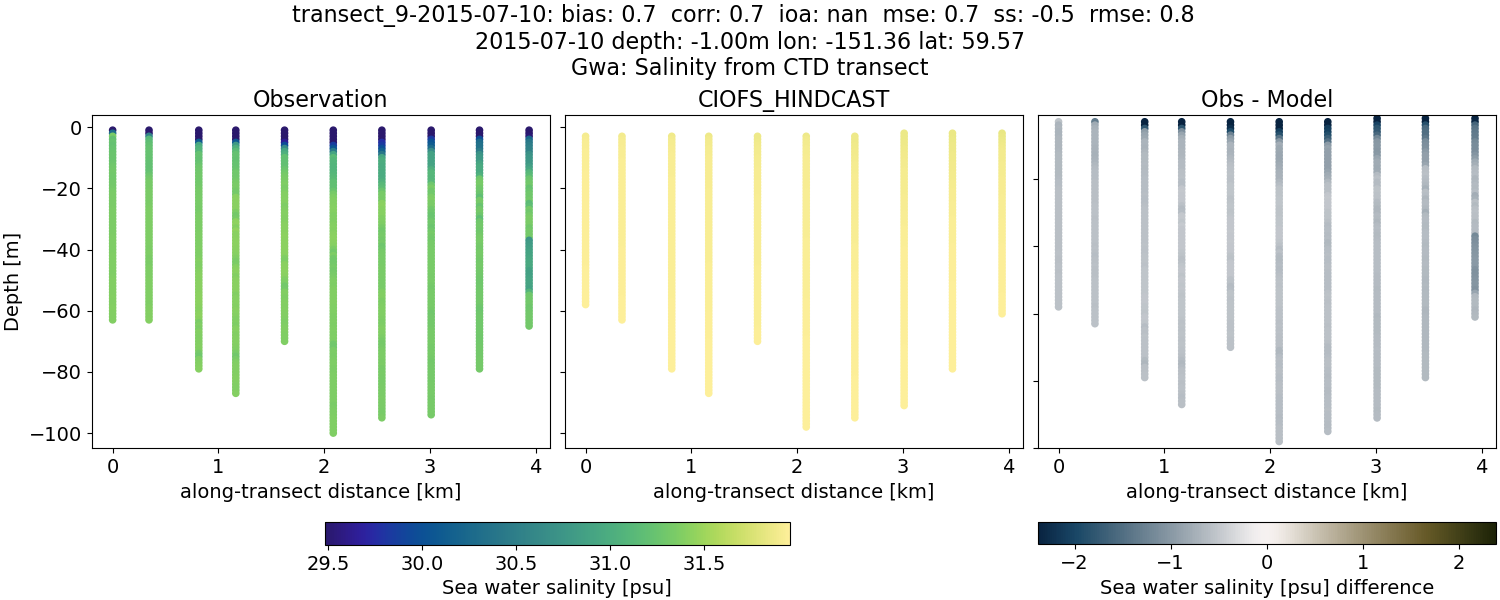 transect_9-2015-07-10: bias: 0.7  corr: 0.7  ioa: nan  mse: 0.7  ss: -0.5  rmse: 0.8
2015-07-10 depth: -1.00m lon: -151.36 lat: 59.57
Gwa: Salinity from CTD transect
Observation
CIOFS_HINDCAST
Obs - Model
Depth [m]
0
−20
−40
−60
−80
−100
0 1 2 3 4
0 1 2 3 4
0 1 2 3 4
along-transect distance [km]
along-transect distance [km]
along-transect distance [km]
29.5 30.0 30.5 31.0 31.5
Sea water salinity [psu]
−2 −1 0 1 2
Sea water salinity [psu] difference